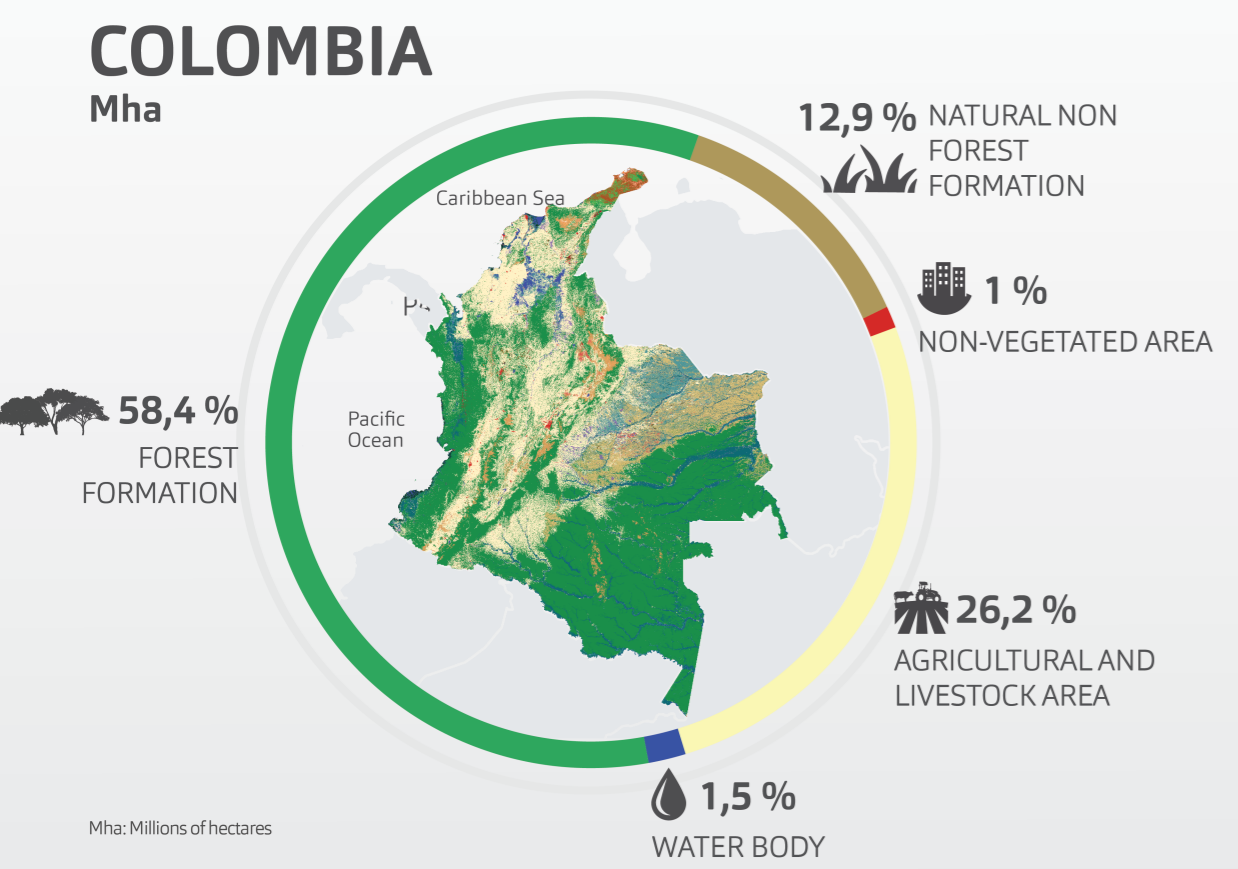 COLOMBIA
Mha
12,9 % NATURAL NON
FOREST
FORMATION
Caribbean Sea
1 %
NON-VEGETATED AREA
58,4 %
FOREST
FORMATION
Pacific
Ocean
26,2 %
AGRICULTURAL AND
LIVESTOCK AREA
1,5 %
WATER BODY
Mha: Millions of hectares